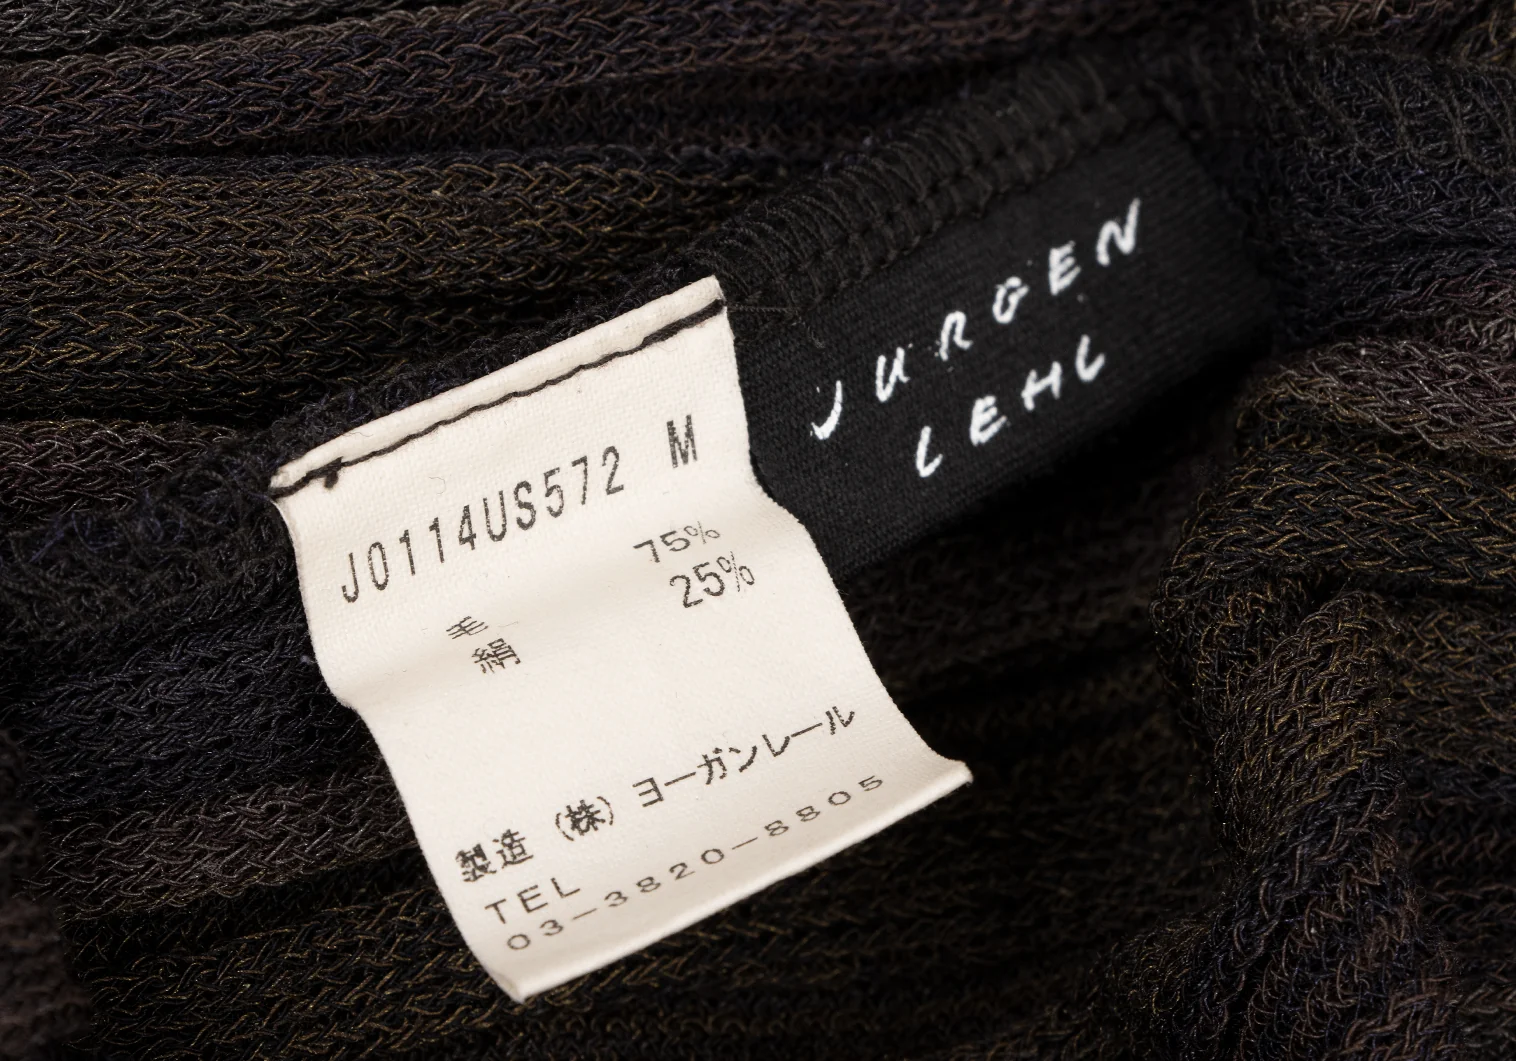 JURGEN
LEHL
J0114US572 M
毛 75%
絹 25%
製造 (株) ヨーガンレール
TEL
03-3820-8805